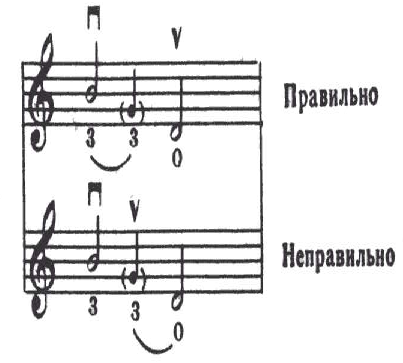 Правильно
3 3 0
Неправильно
3 3 0